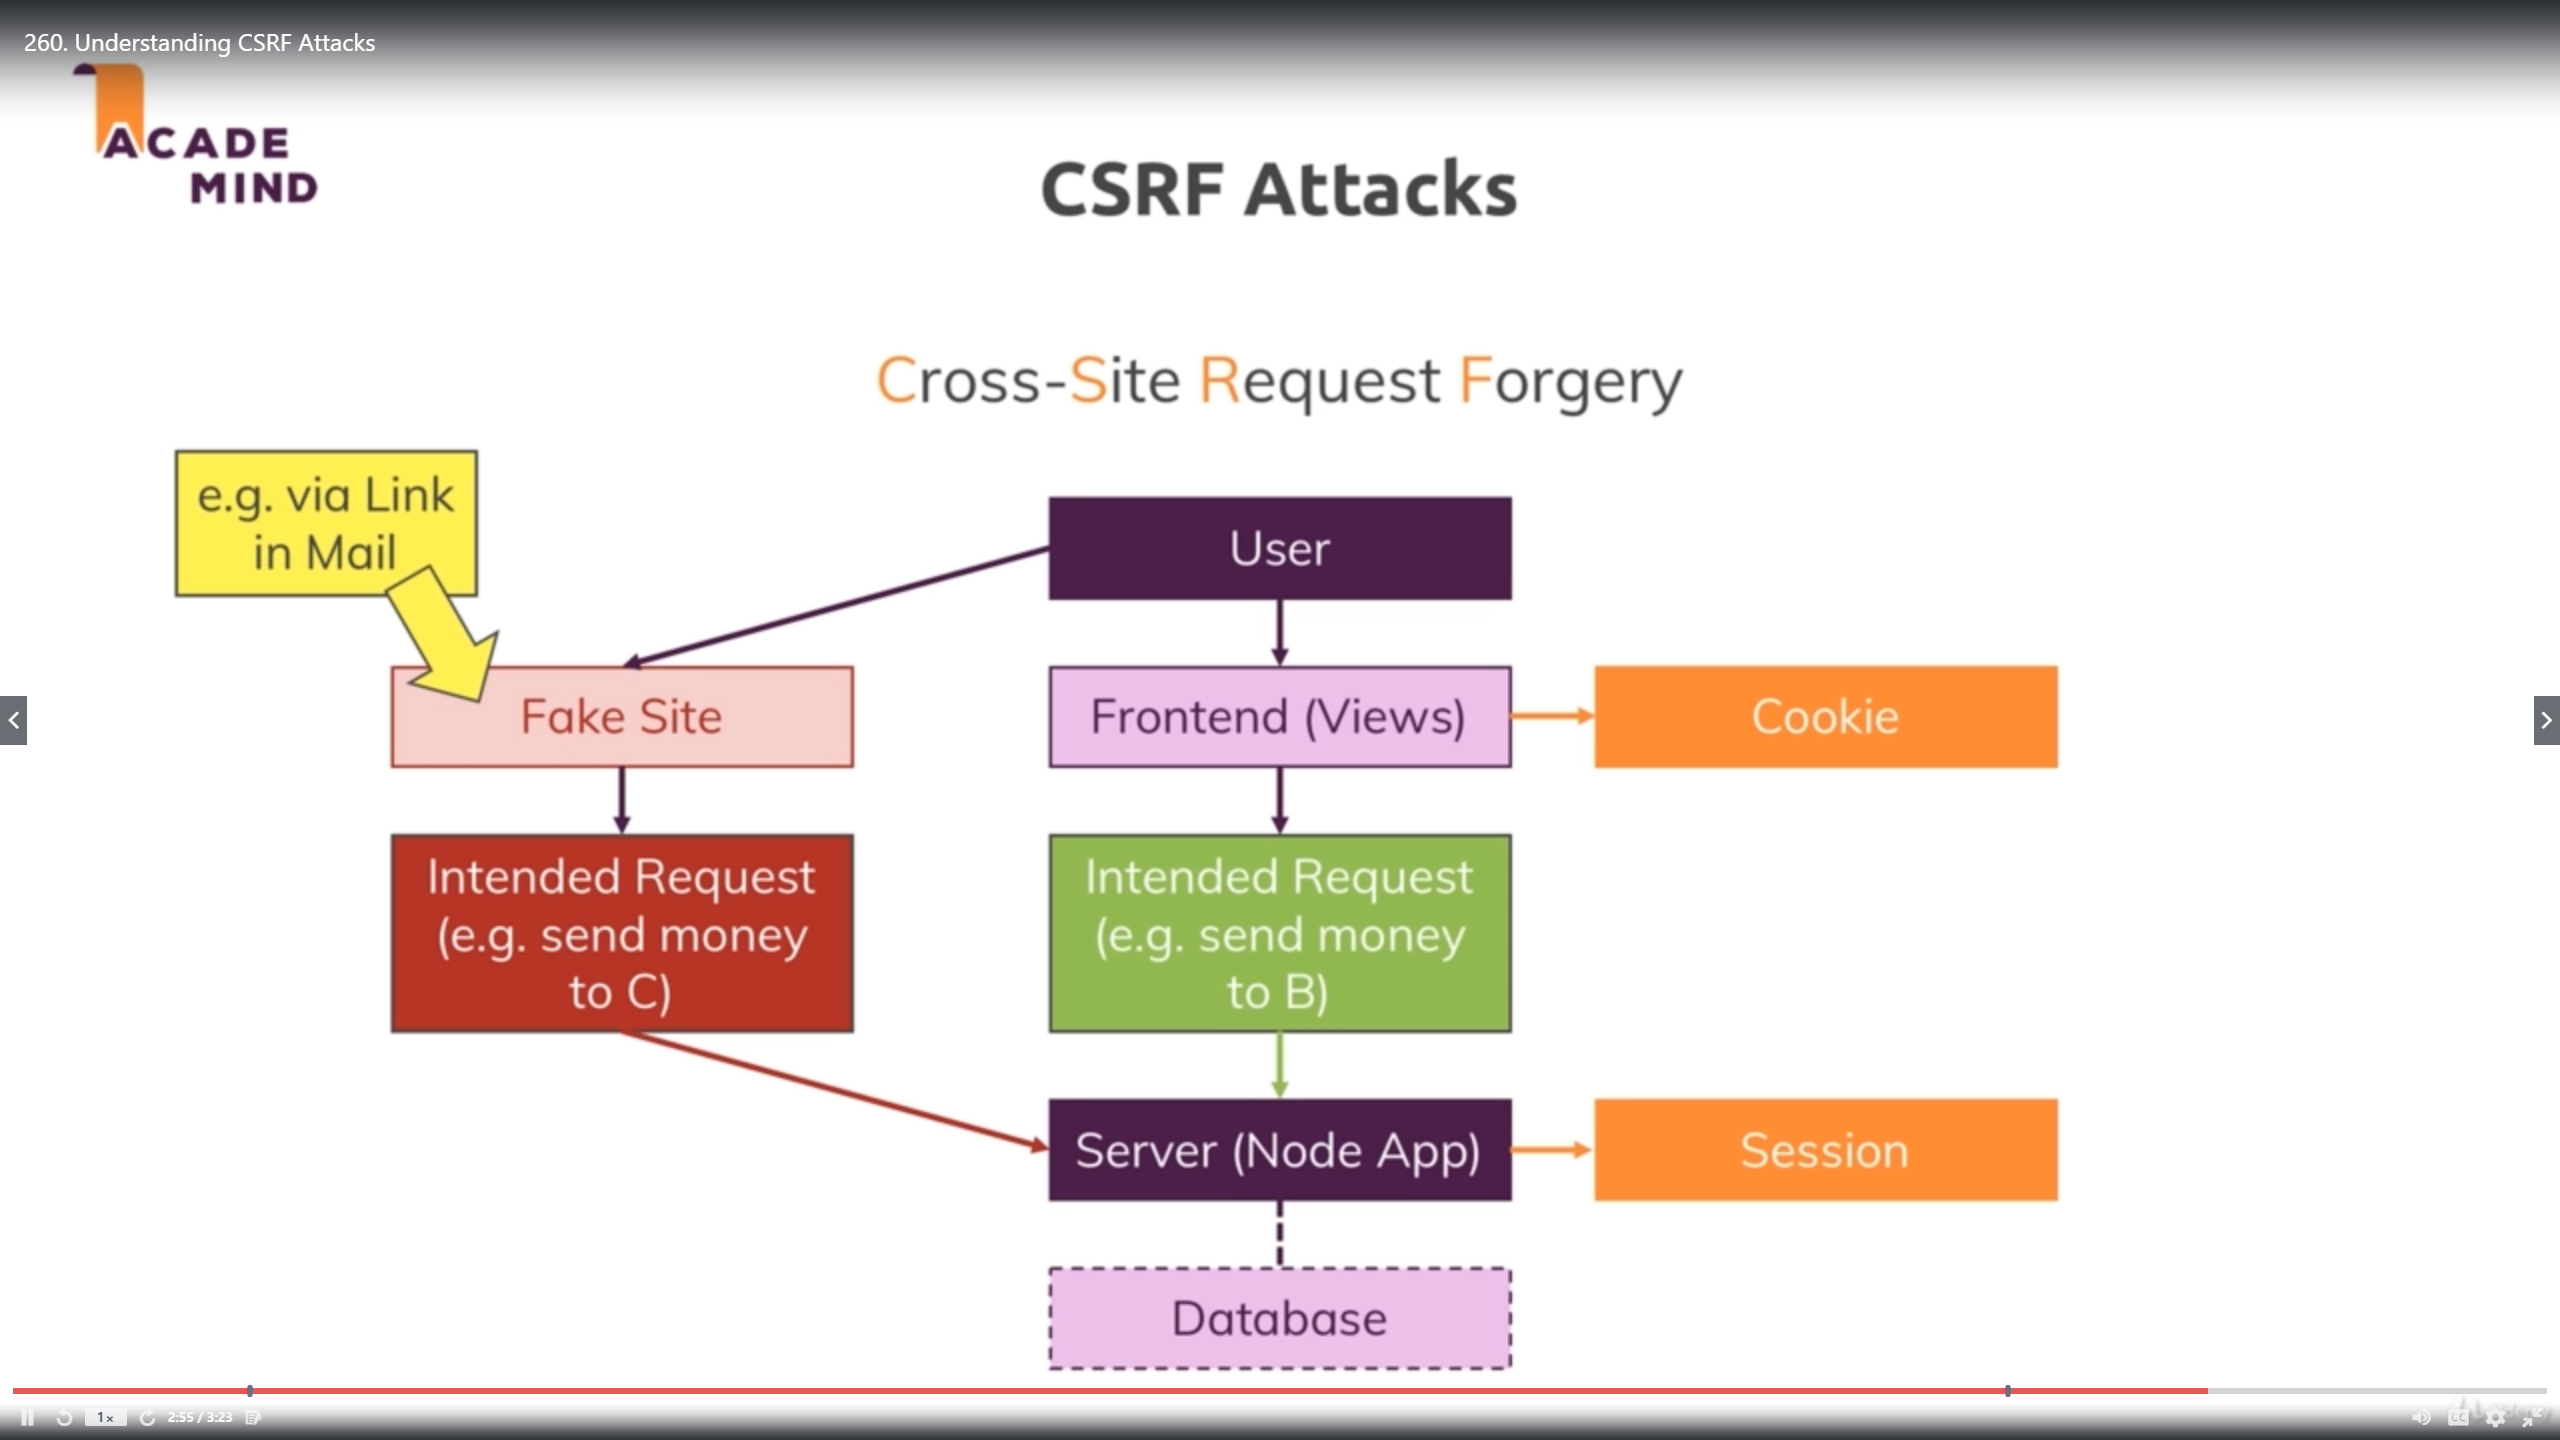 260. Understanding CSRF Attacks
ACADE
MIND
CSRF Attacks
Cross-Site Request Forgery
e.g. via Link
in Mail
User
Fake Site
Frontend (Views)
Cookie
Intended Request
(e.g. send money
to C)
Intended Request
(e.g. send money
to B)
Server (Node App)
Session
Database
1x
2:55 / 3:23
CC